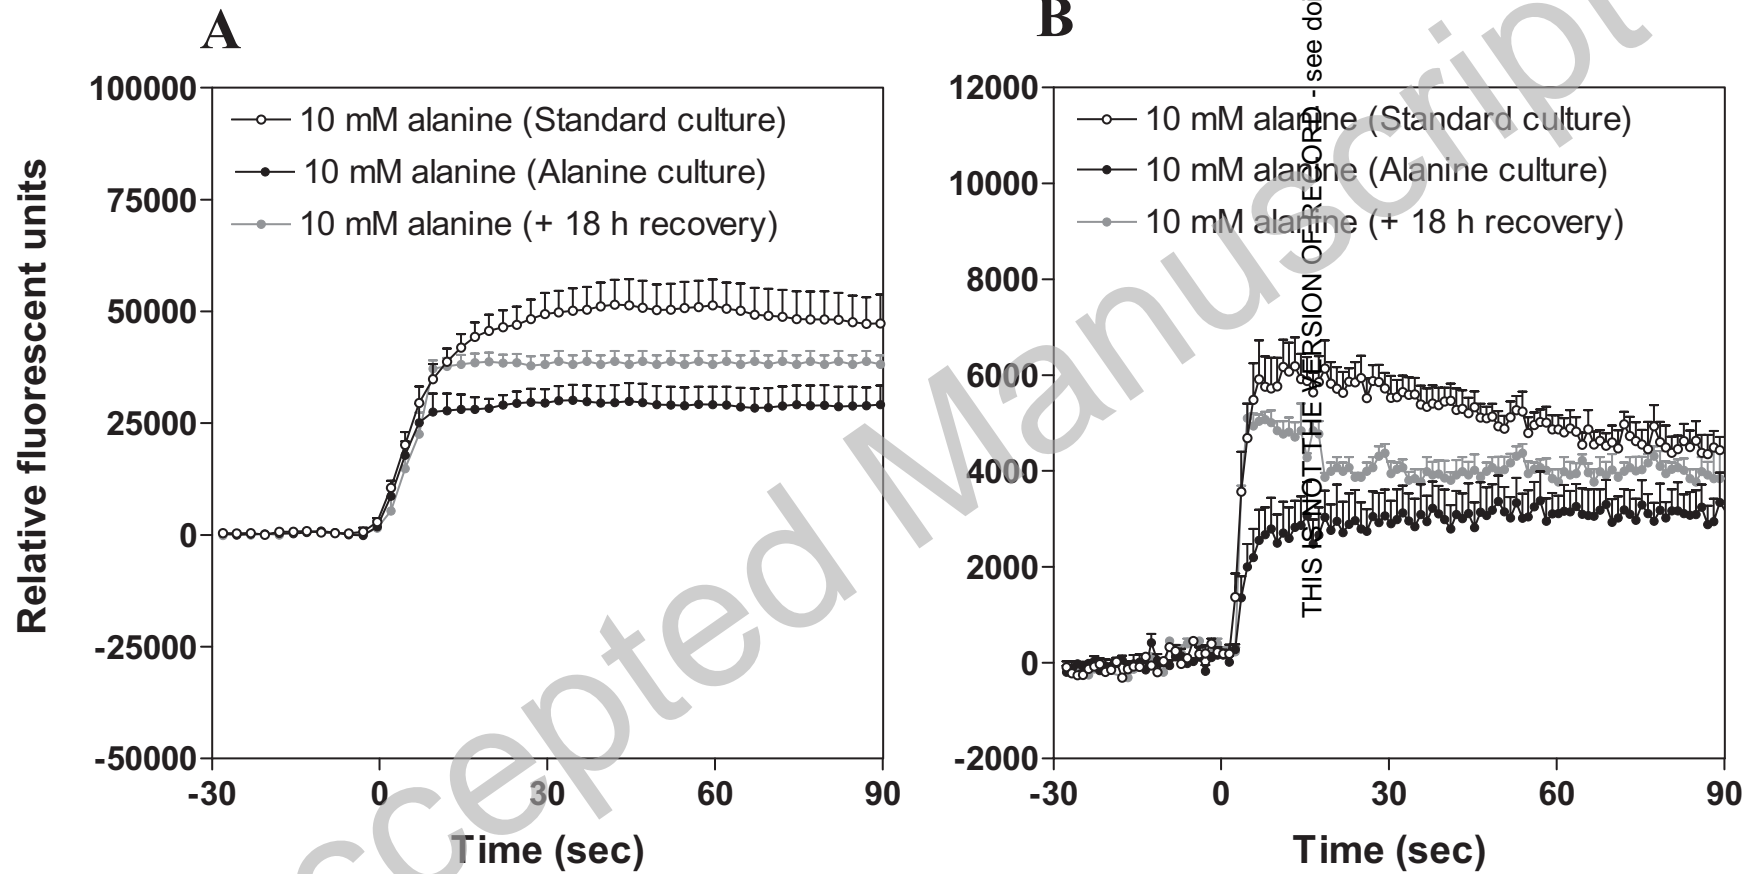 A
100000
75000
50000
25000
0
-25000
-50000
-30 0 30 60 90
Relative fluorescent units
Time (sec)
10 mM alanine (Standard culture)
10 mM alanine (Alanine culture)
10 mM alanine (+ 18 h recovery)
B
12000
10000
8000
6000
4000
2000
0
-2000
-30 0 30 60 90
Time (sec)
10 mM alanine (Standard culture)
10 mM alanine (Alanine culture)
10 mM alanine (+ 18 h recovery)
THIS IS NOT THE VERSION OF RECORD - see doi
ccepted Manuscript